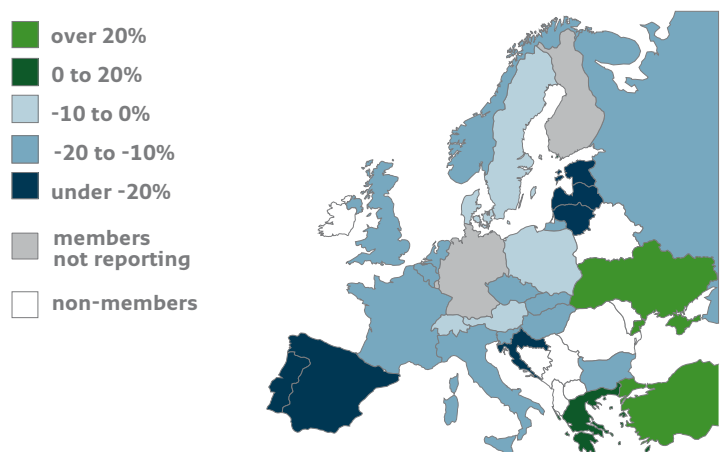 over 20%
0 to 20%
-10 to 0%
-20 to -10%
under -20%
members
not reporting
non-members